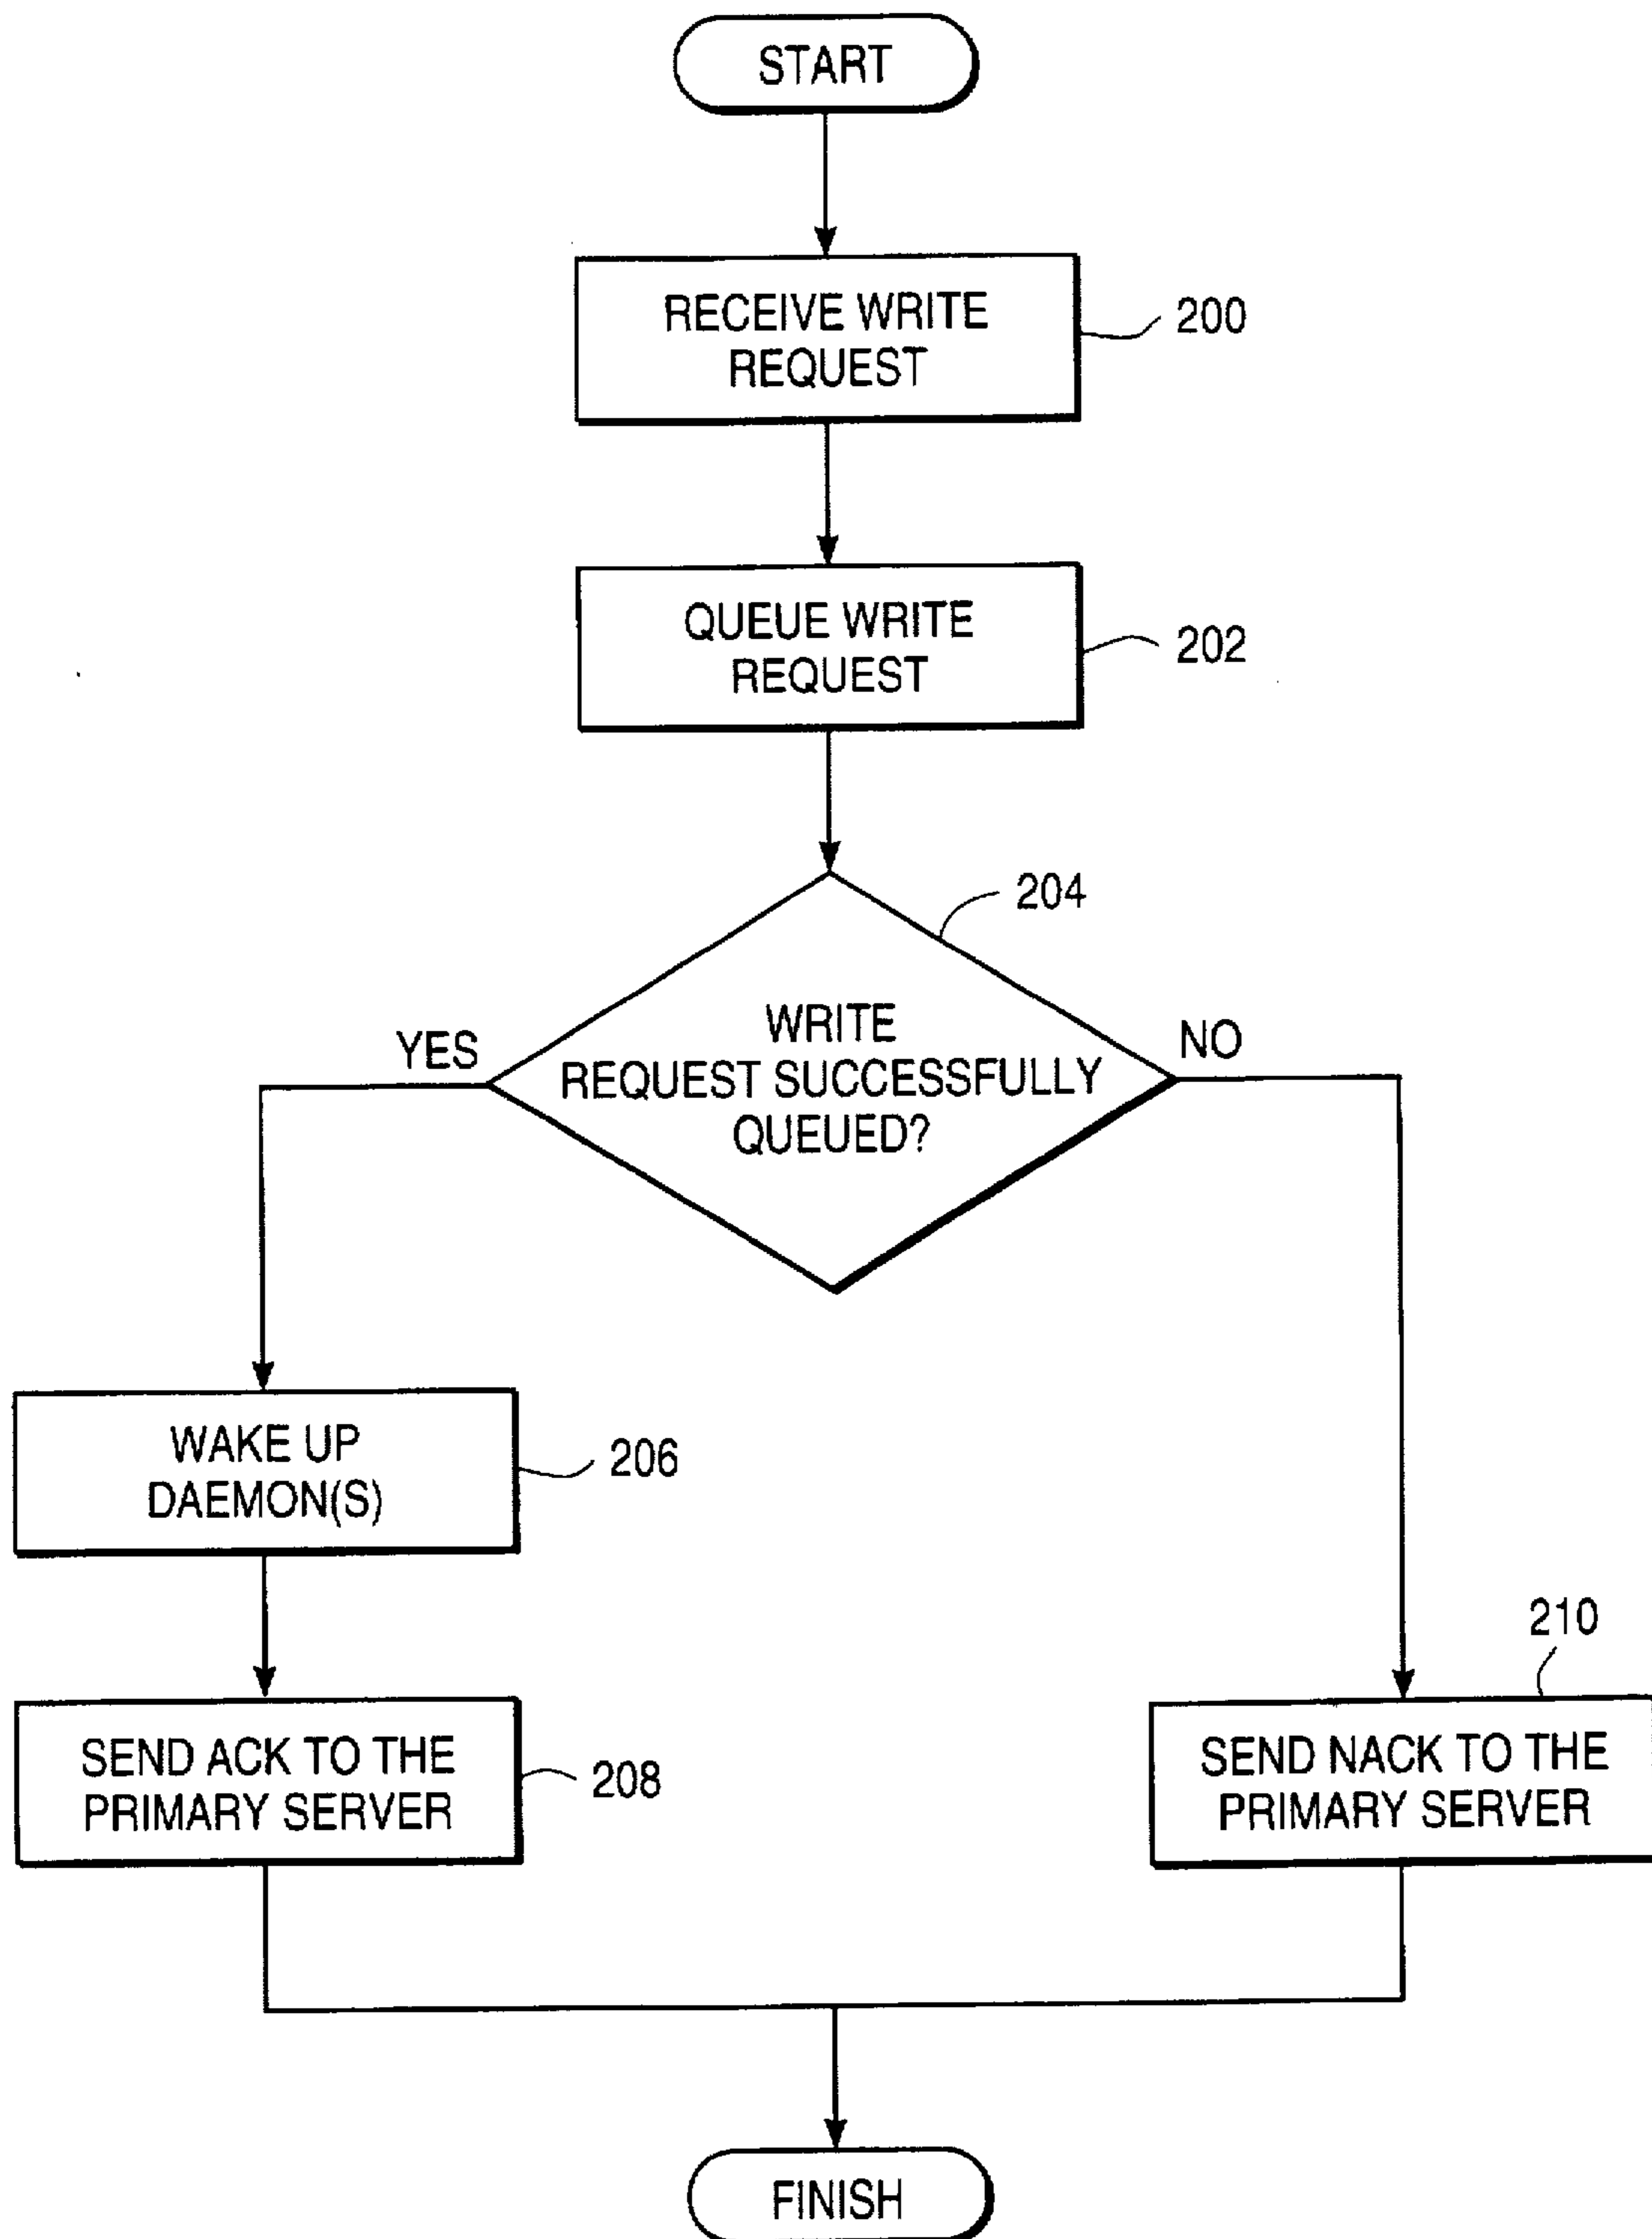 START
RECEIVE WRITE
REQUEST
200
QUEUE WRITE
REQUEST
202
204
WRITE
REQUEST SUCCESSFULLY
QUEUED?
YES
NO
WAKE UP
DAEMON(S)
206
SEND ACK TO THE
PRIMARY SERVER
208
210
SEND NACK TO THE
PRIMARY SERVER
FINISH